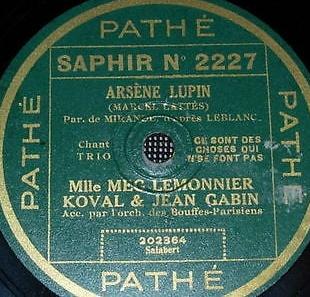 PATHÉ
SAPHIR Nº 2227
ARSÈNE LUPIN
(MARCEL LATTÈS)
Par. de MIRANDE, d'après LEBLANC
Chant
TRIO
CE SONT DES
CHOSES QUI
N'SE FONT PAS
Mlle MEG LEMONNIER
KOVAL & JEAN GABIN
Acc. par l'orch. des Bouffes-Parisiens
202364
Salabert
PATHÉ
PATHÉ
PATHÉ